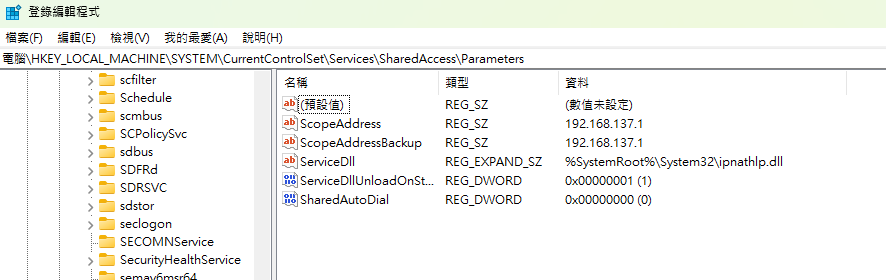 登錄編輯程式
檔案(F) 編輯(E) 檢視(V) 我的最愛(A) 說明(H)
電腦\HKEY_LOCAL_MACHINE\SYSTEM\CurrentControlSet\Services\SharedAccess\Parameters
scfilter
Schedule
scmbus
SCPolicySvc
sdbus
SDFRd
SDRSVC
sdstor
seclogon
SECOMNService
SecurityHealthService
semav6msr64
名稱 類型 資料
(預設值) REG_SZ (數值未設定)
ScopeAddress REG_SZ 192.168.137.1
ScopeAddressBackup REG_SZ 192.168.137.1
ServiceDll REG_EXPAND_SZ %SystemRoot%\System32\ipnathlp.dll
ServiceDllUnloadOnSt... REG_DWORD 0x00000001 (1)
SharedAutoDial REG_DWORD 0x00000000 (0)